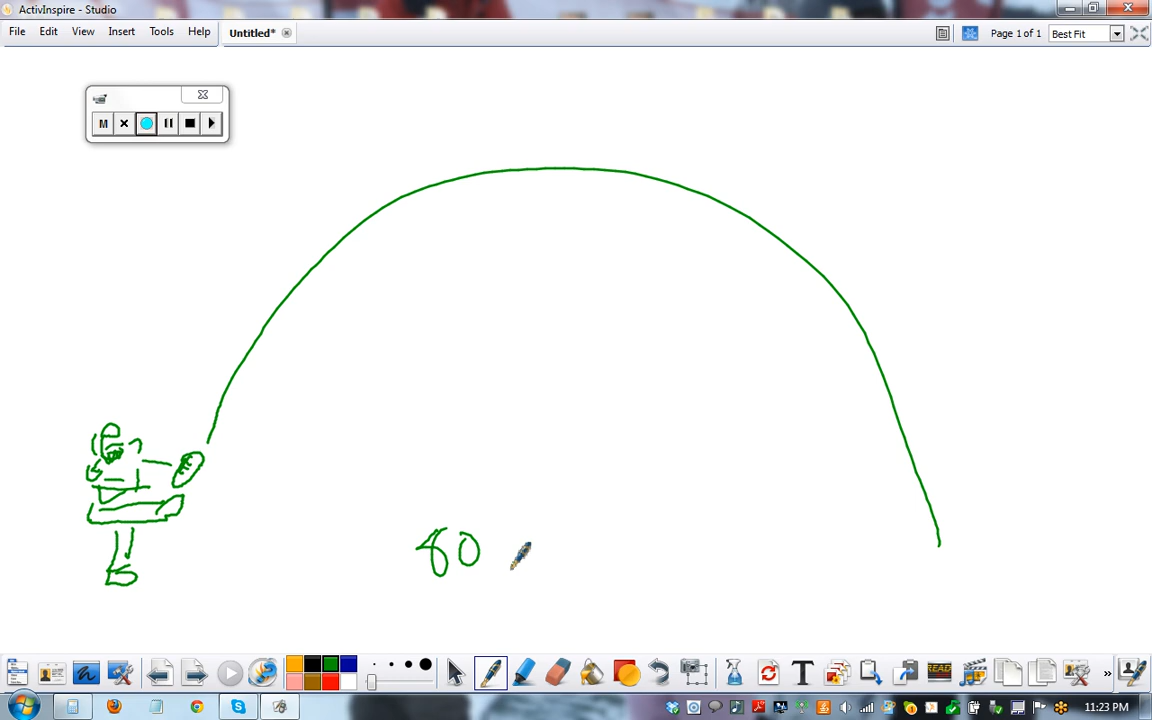 ActivInspire - Studio
File Edit View Insert Tools Help Untitled* Page 1 of 1 Best Fit
M
80
T READ »
11:23 PM